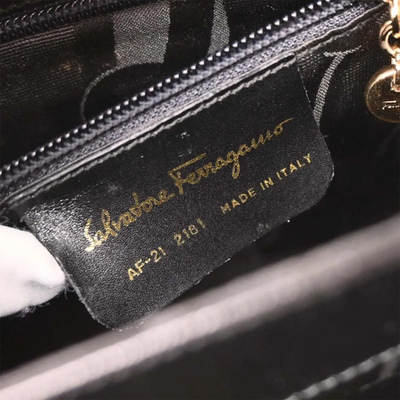 Salvatore Ferragamo
AF-21 2181 MADE IN ITALY